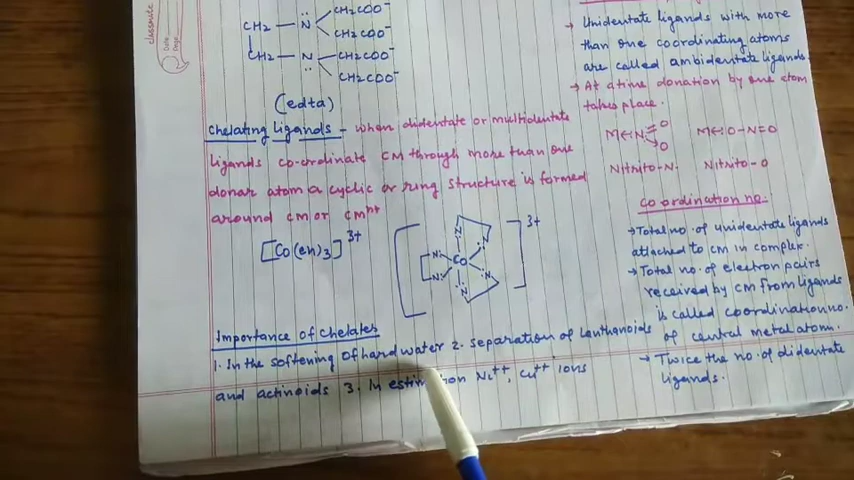 classmate
Date
Page
CH2COO-
CH2 — N̈
CH2COO-
CH2 — N
CH2COO-
CH2COO-
(edta)
Chelating Ligands - when didentate or multidentate
ligands co-ordinate CM through more than one
donar atom a cyclic or ring structure is formed
around CM or CMn+
[Co(en)3]3+
N N N Co N N N 3+
Importance of Chelates
1. In the softening of hard water 2. separation of Lanthanoids
and actinoids 3. In Ni++, Cu++ Ions
Unidentate ligands with more
than one coordinating atoms
are called ambidentate ligands.
→ At a time donation by one atom
takes place.
M←:N O O M←:O-N=O
Nitrito-N. Nitrito-O
Coordination no.
→ Total no. of unidentate ligands
attached to CM in complex.
→ Total no. of electron pairs
received by CM from ligands
is called coordination no.
of central metal atom.
→ Twice the no. of didentate
ligands.